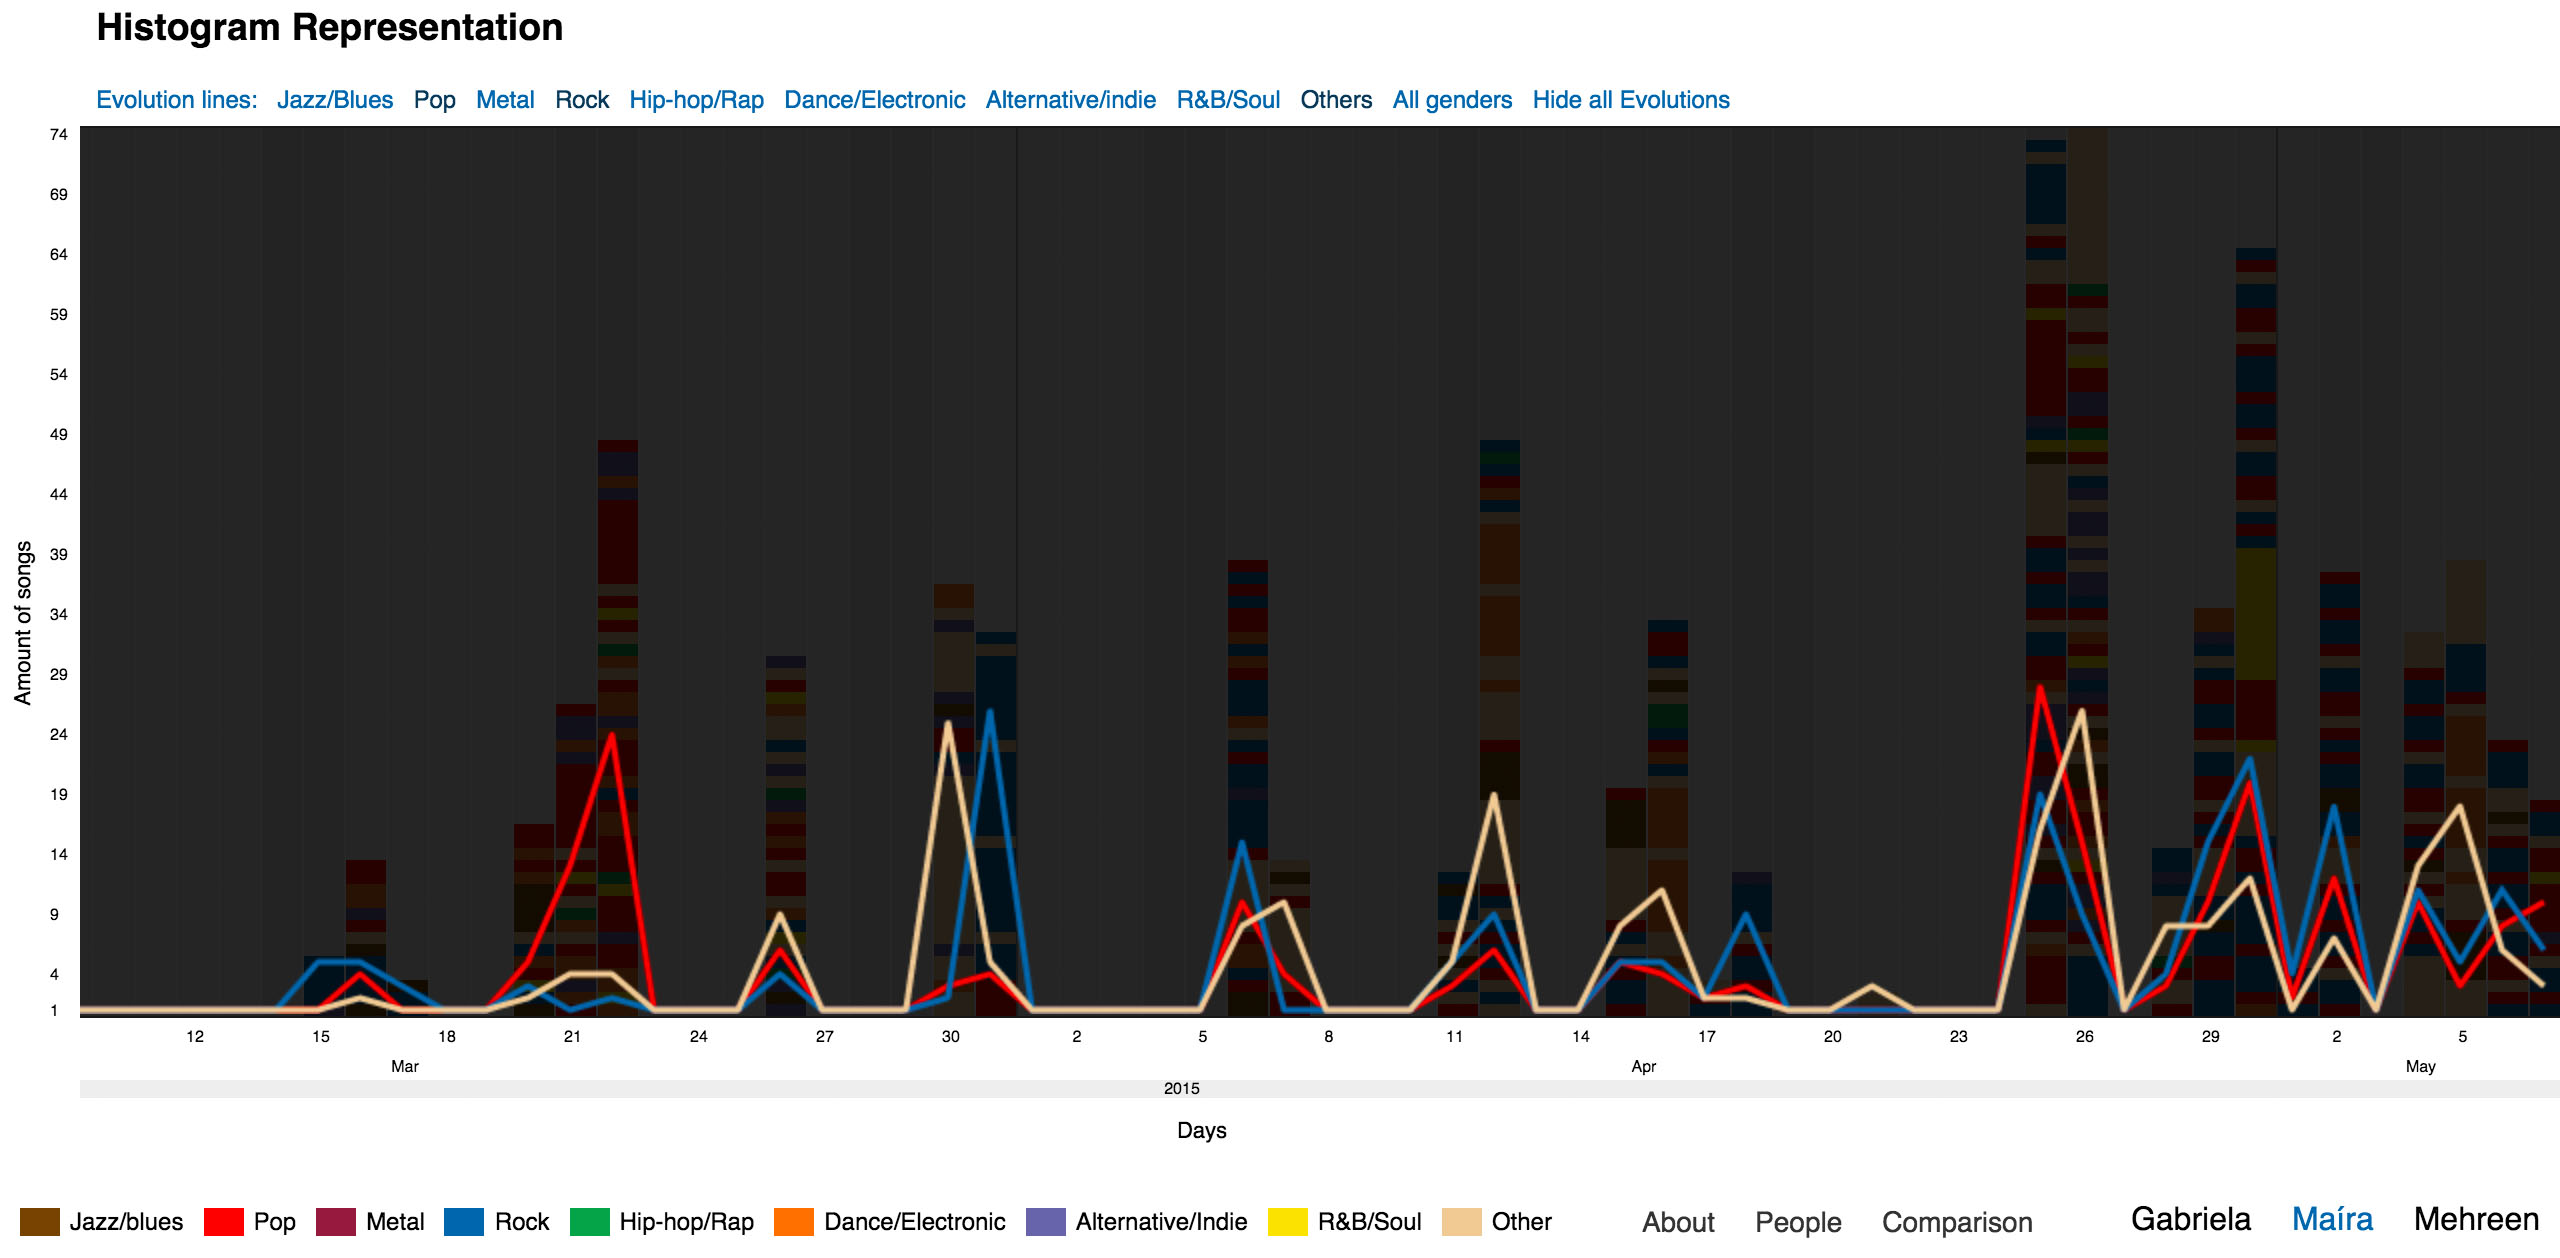 Histogram Representation
Evolution lines: Jazz/Blues Pop Metal Rock Hip-hop/Rap Dance/Electronic Alternative/indie R&B/Soul Others All genders Hide all Evolutions
74
69
64
59
54
49
44
39
34
29
24
19
14
9
4
1
Amount of songs
12 15 18 21 24 27 30 2 5 8 11 14 17 20 23 26 29 2 5
Mar Apr May
2015
Days
Jazz/blues Pop Metal Rock Hip-hop/Rap Dance/Electronic Alternative/Indie R&B/Soul Other About People Comparison Gabriela Maíra Mehreen